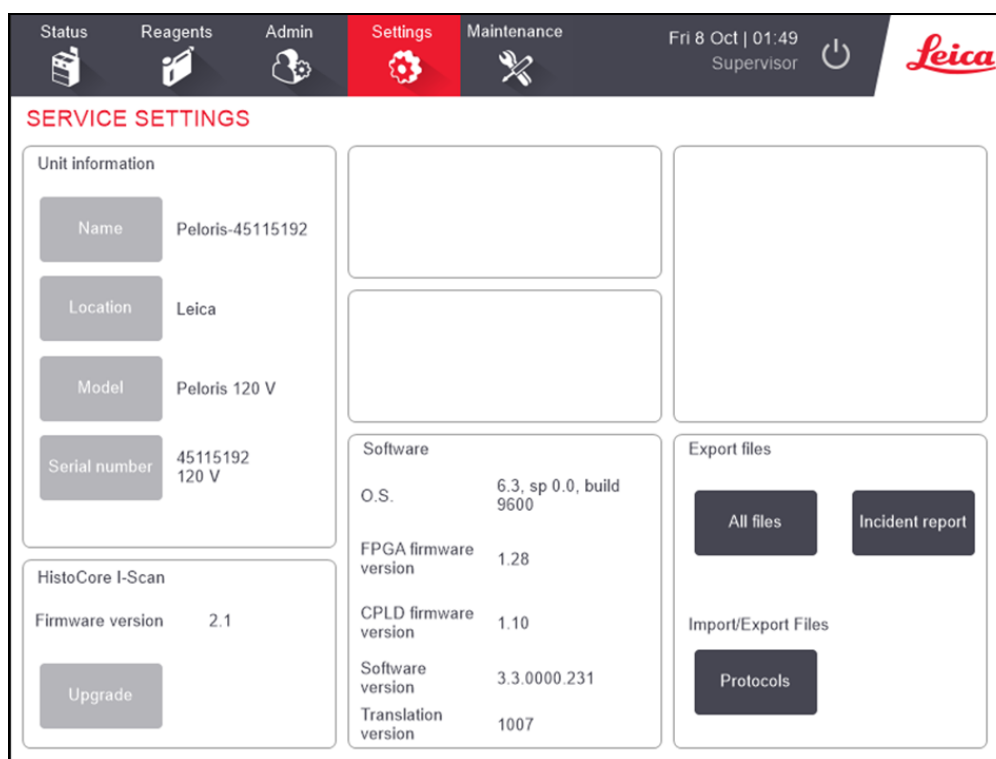 Status
Reagents
Admin
Settings
Maintenance
Fri 8 Oct | 01:49
Supervisor
Leica
SERVICE SETTINGS
Unit information
Name
Peloris-45115192
Location
Leica
Model
Peloris 120 V
Serial number
45115192
120 V
HistoCore I-Scan
Firmware version
2.1
Upgrade
Software
O.S.
6.3, sp 0.0, build
9600
FPGA firmware
version
1.28
CPLD firmware
version
1.10
Software
version
3.3.0000.231
Translation
version
1007
Export files
All files
Incident report
Import/Export Files
Protocols